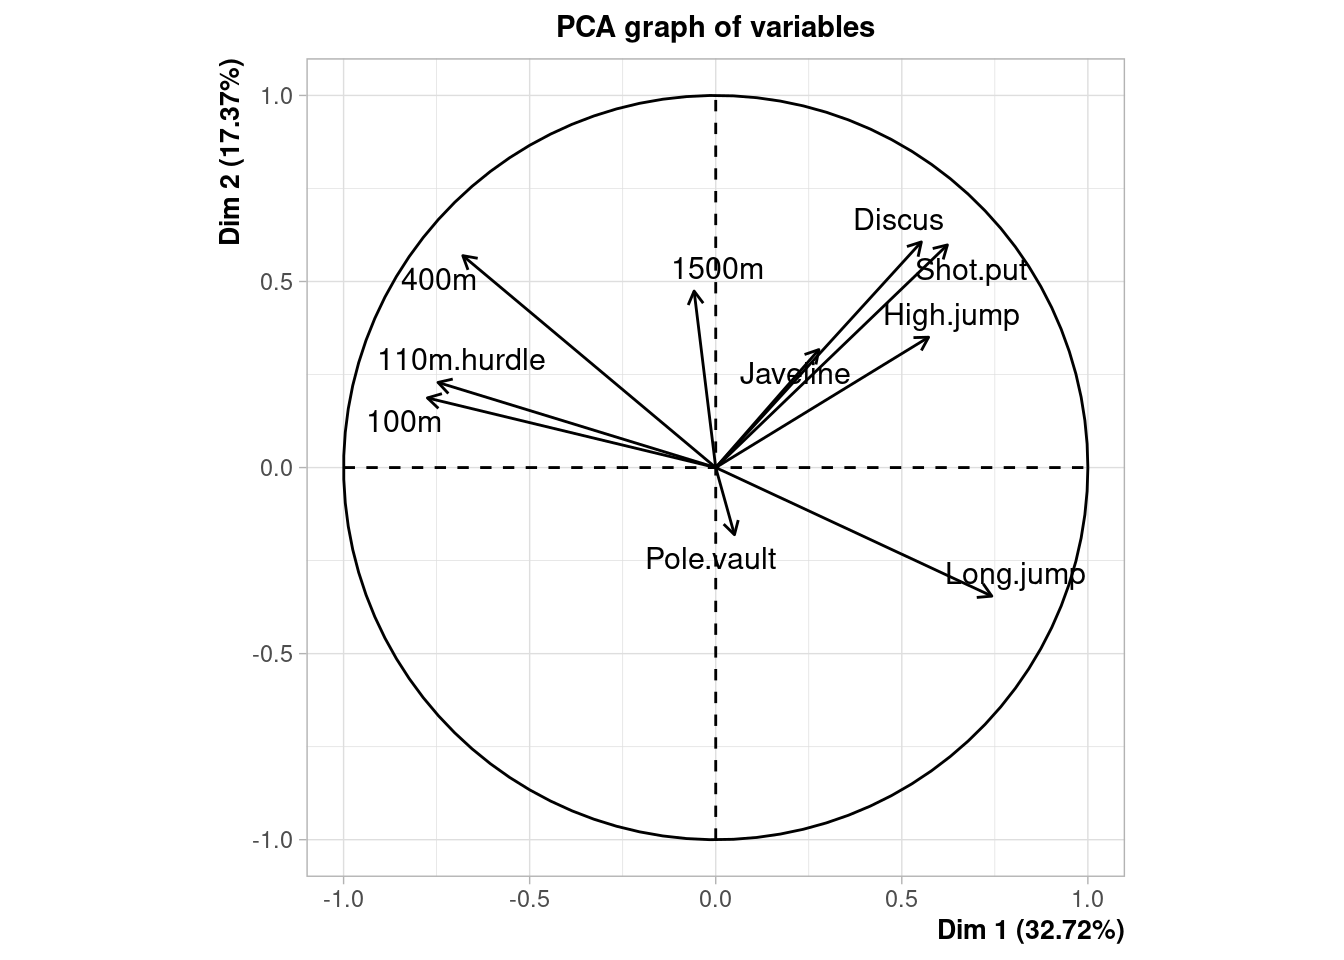 PCA graph of variables
Dim 2 (17.37%)
1.0
0.5
0.0
-0.5
-1.0
Discus
1500m
Shot.put
400m
High.jump
110m.hurdle
Javeline
100m
Pole.vault
Long.jump
-1.0
-0.5
0.0
0.5
1.0
Dim 1 (32.72%)